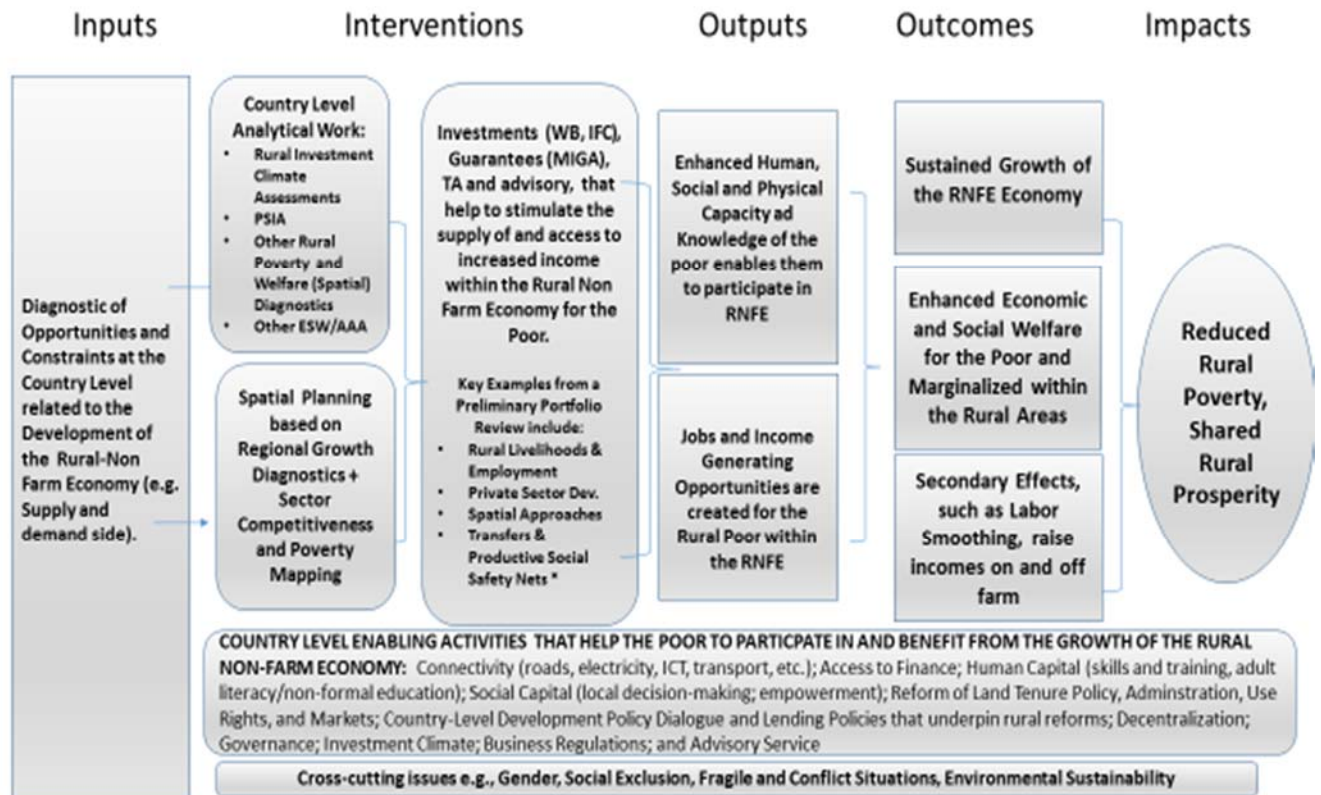 Inputs
Interventions
Outputs
Outcomes
Impacts
Diagnostic of
Opportunities and
Constraints at the
Country Level
related to the
Development of
the Rural-Non
Farm Economy (e.g.
Supply and
demand side).
Country Level
Analytical Work:
• Rural Investment
Climate
Assessments
• PSIA
• Other Rural
Poverty and
Welfare (Spatial)
Diagnostics
• Other ESW/AAA
Spatial Planning
based on
Regional Growth
Diagnostics +
Sector
Competitiveness
and Poverty
Mapping
Investments (WB, IFC),
Guarantees (MIGA),
TA and advisory, that
help to stimulate the
supply of and access to
increased income
within the Rural Non
Farm Economy for the
Poor.
Key Examples from a
Preliminary Portfolio
Review include:
• Rural Livelihoods &
Employment
• Private Sector Dev.
• Spatial Approaches
• Transfers &
Productive Social
Safety Nets *
Enhanced Human,
Social and Physical
Capacity ad
Knowledge of the
poor enables them
to participate in
RNFE
Jobs and Income
Generating
Opportunities are
created for the
Rural Poor within
the RNFE
Sustained Growth of
the RNFE Economy
Enhanced Economic
and Social Welfare
for the Poor and
Marginalized within
the Rural Areas
Secondary Effects,
such as Labor
Smoothing, raise
incomes on and off
farm
Reduced
Rural
Poverty,
Shared
Rural
Prosperity
COUNTRY LEVEL ENABLING ACTIVITIES THAT HELP THE POOR TO PARTICPATE IN AND BENEFIT FROM THE GROWTH OF THE RURAL
NON-FARM ECONOMY: Connectivity (roads, electricity, ICT, transport, etc.); Access to Finance; Human Capital (skills and training, adult
literacy/non-formal education); Social Capital (local decision-making; empowerment); Reform of Land Tenure Policy, Adminstration, Use
Rights, and Markets; Country-Level Development Policy Dialogue and Lending Policies that underpin rural reforms; Decentralization;
Governance; Investment Climate; Business Regulations; and Advisory Service
Cross-cutting issues e.g., Gender, Social Exclusion, Fragile and Conflict Situations, Environmental Sustainability